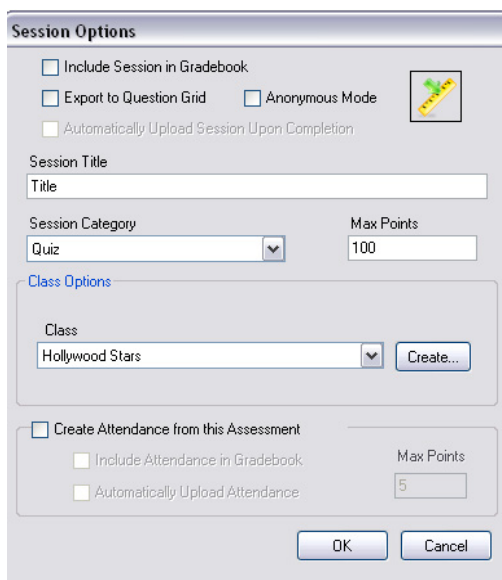 Session Options
Include Session in Gradebook
Export to Question Grid Anonymous Mode
Automatically Upload Session Upon Completion
Session Title
Title
Session Category Max Points
Quiz 100
Class Options
Class
Hollywood Stars Create...
Create Attendance from this Assessment
Include Attendance in Gradebook Max Points
Automatically Upload Attendance 5
OK Cancel